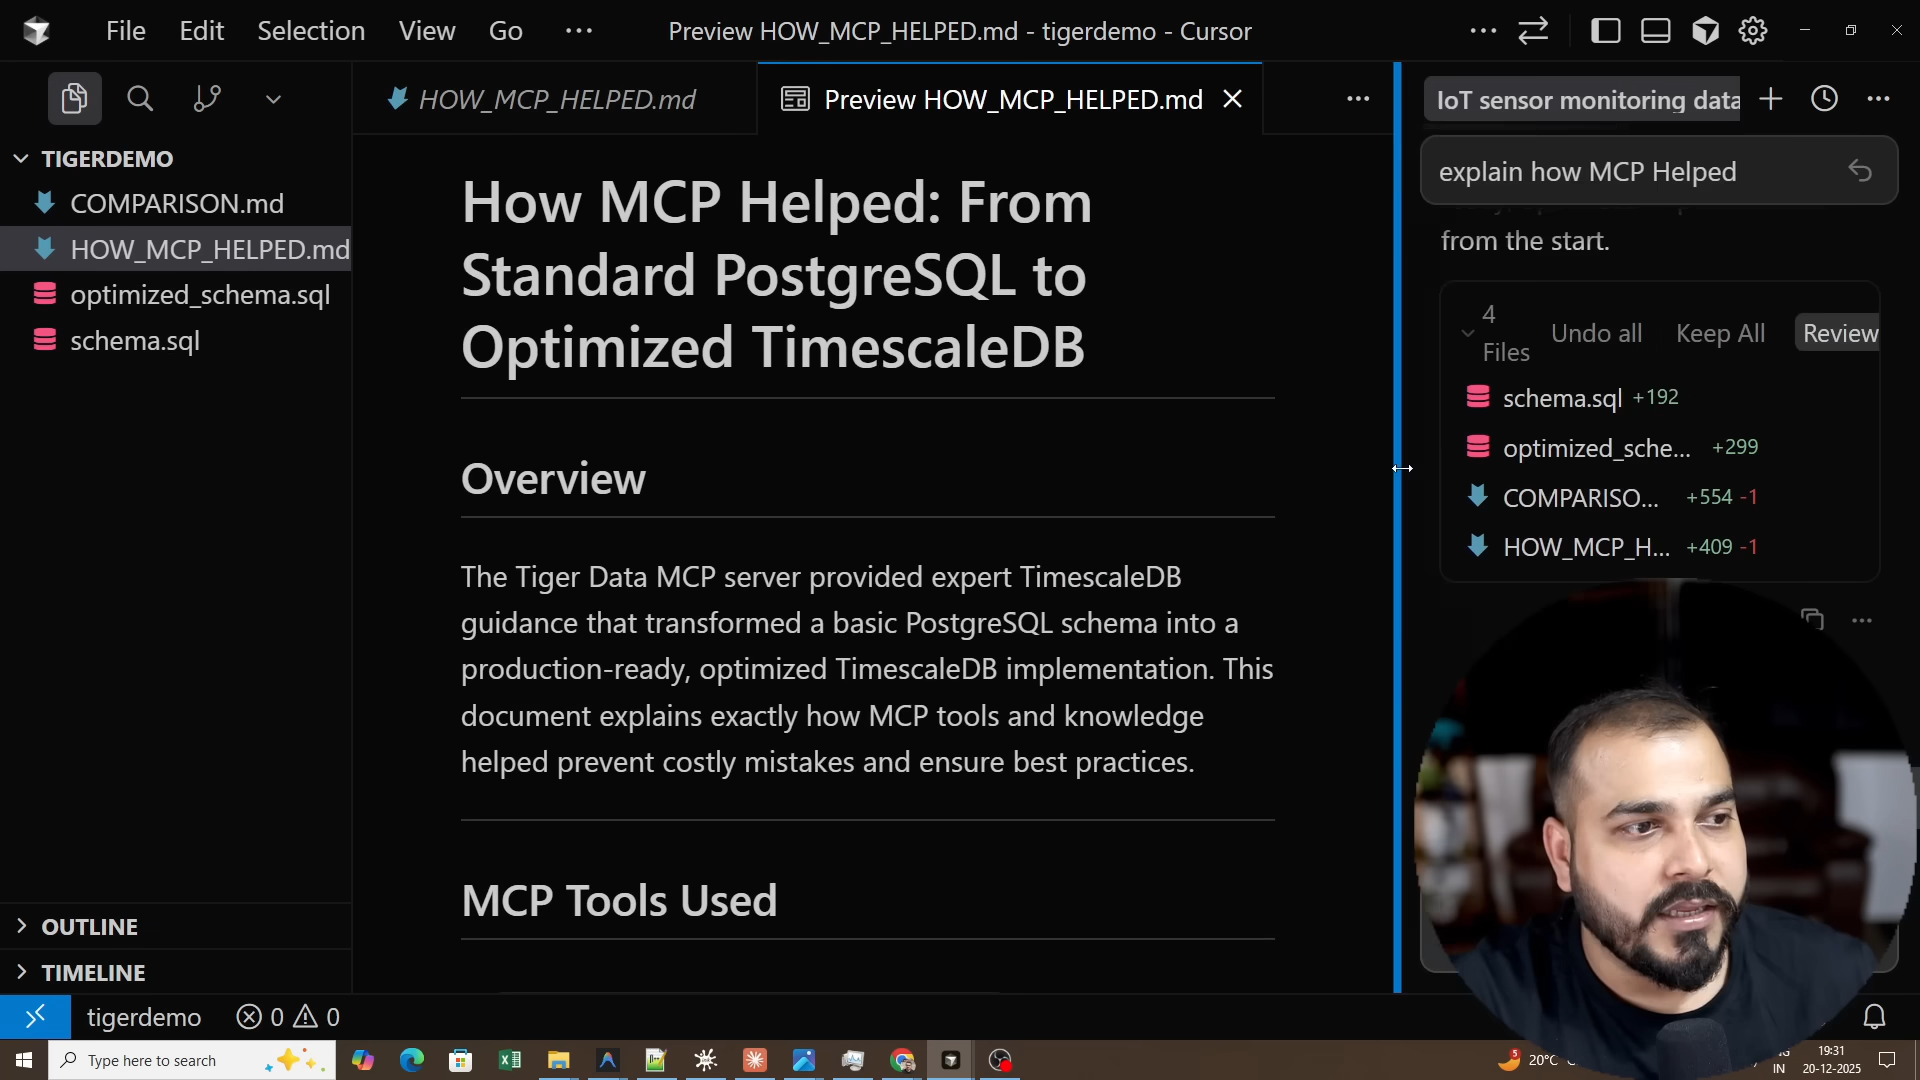 File Edit Selection View Go ··· Preview HOW_MCP_HELPED.md - tigerdemo - Cursor
TIGERDEMO
COMPARISON.md
HOW_MCP_HELPED.md
optimized_schema.sql
schema.sql
OUTLINE
TIMELINE
HOW_MCP_HELPED.md
Preview HOW_MCP_HELPED.md
How MCP Helped: From
Standard PostgreSQL to
Optimized TimescaleDB
Overview
The Tiger Data MCP server provided expert TimescaleDB
guidance that transformed a basic PostgreSQL schema into a
production-ready, optimized TimescaleDB implementation. This
document explains exactly how MCP tools and knowledge
helped prevent costly mistakes and ensure best practices.
MCP Tools Used
IoT sensor monitoring data
explain how MCP Helped
from the start.
4 Files Undo all Keep All Review
schema.sql +192
optimized_sche... +299
COMPARISO... +554 -1
HOW_MCP_H... +409 -1
tigerdemo 0 0
Type here to search
5
20°C
19:31
IN 20-12-2025